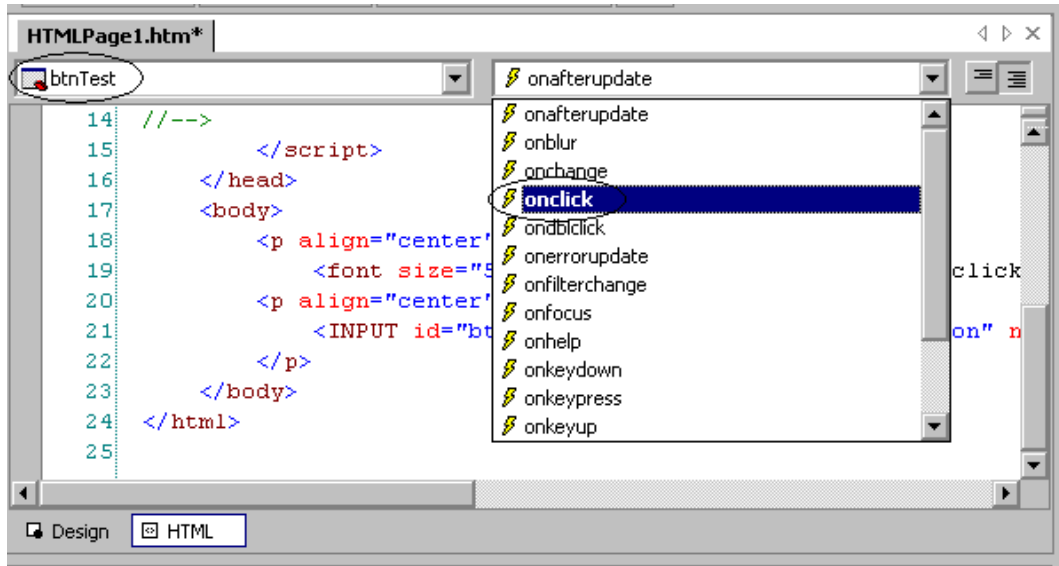 HTMLPage1.htm*
btnTest onafterupdate
14 //-->
15 </script>
16 </head>
17 <body>
18 <p align="center"
19 <font size="5 click
20 <p align="center"
21 <INPUT id="bt on" n
22 </p>
23 </body>
24 </html>
25
onafterupdate
onblur
onchange
onclick
ondblclick
onerrorupdate
onfilterchange
onfocus
onhelp
onkeydown
onkeypress
onkeyup
Design HTML